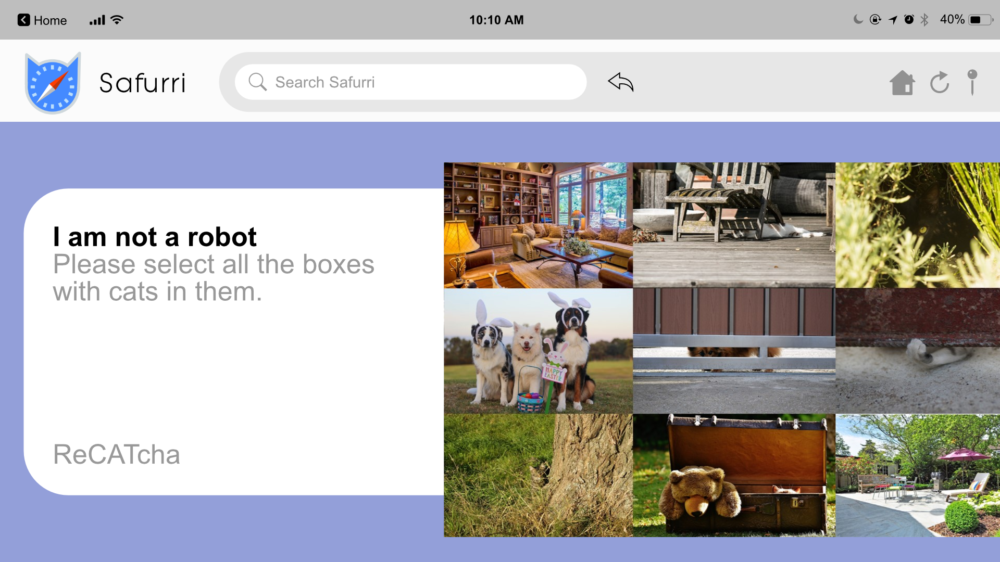 Home
10:10 AM
40%
Safurri
Search Safurri
I am not a robot
Please select all the boxes
with cats in them.
ReCATcha
HAPPY
EASTER